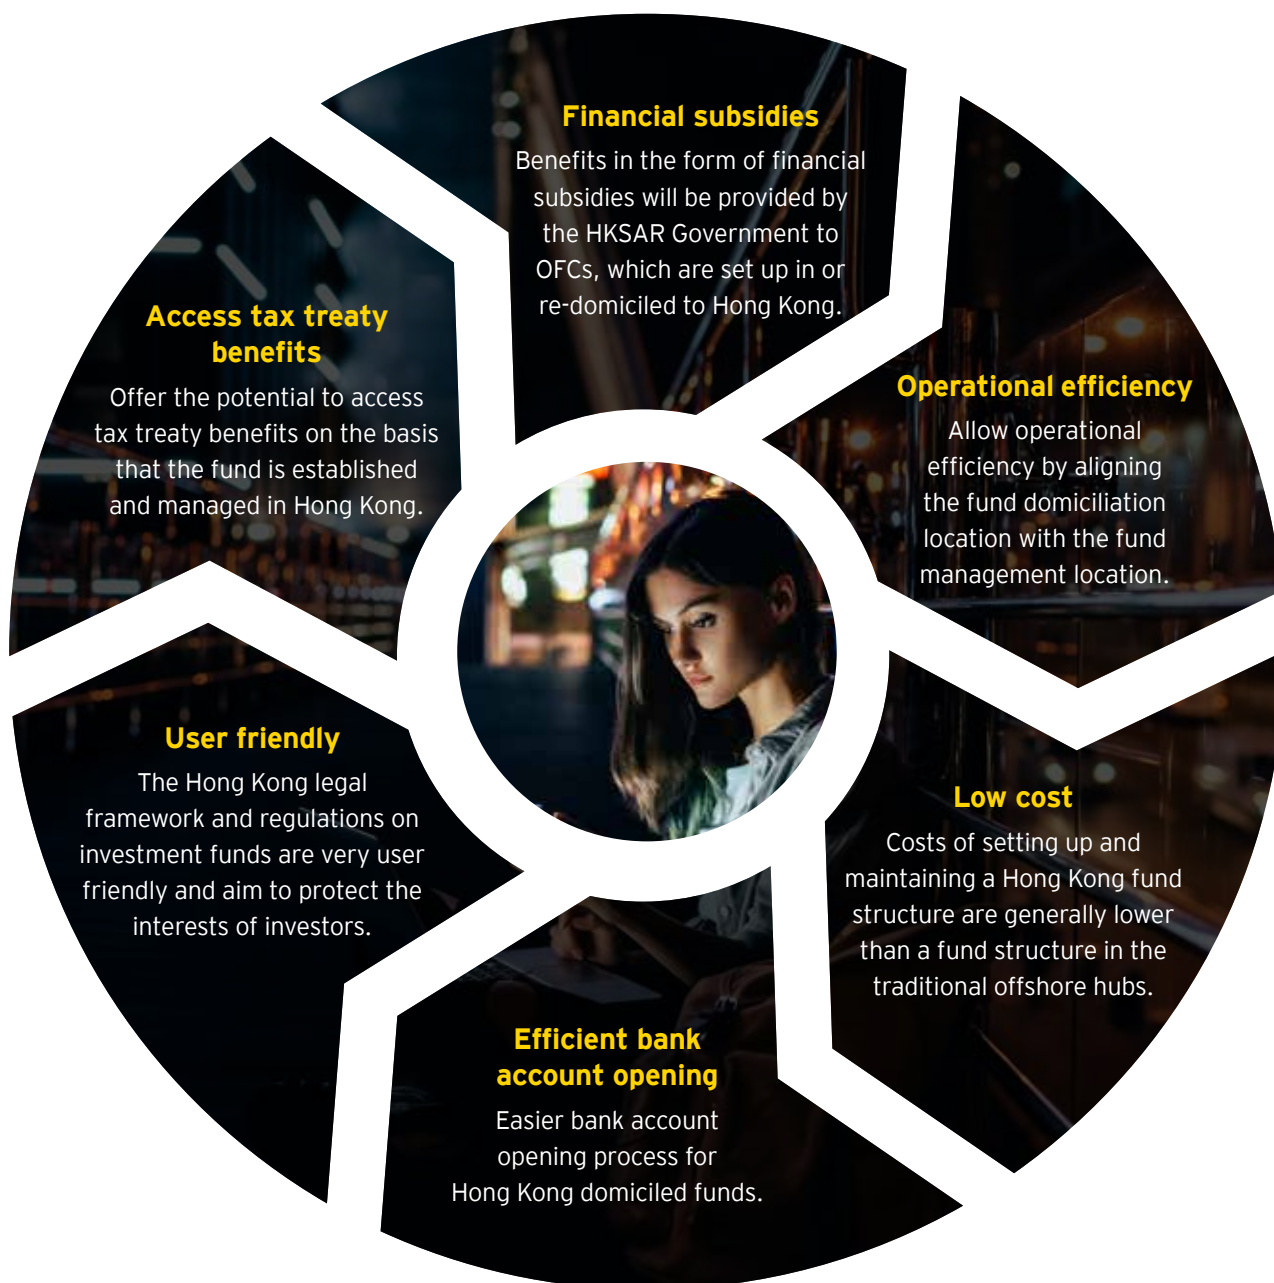 Financial subsidies
Benefits in the form of financial
subsidies will be provided by
the HKSAR Government to
OFCs, which are set up in or
re-domiciled to Hong Kong.
Operational efficiency
Allow operational
efficiency by aligning
the fund domiciliation
location with the fund
management location.
Low cost
Costs of setting up and
maintaining a Hong Kong fund
structure are generally lower
than a fund structure in the
traditional offshore hubs.
Efficient bank
account opening
Easier bank account
opening process for
Hong Kong domiciled funds.
User friendly
The Hong Kong legal
framework and regulations on
investment funds are very user
friendly and aim to protect the
interests of investors.
Access tax treaty
benefits
Offer the potential to access
tax treaty benefits on the basis
that the fund is established
and managed in Hong Kong.